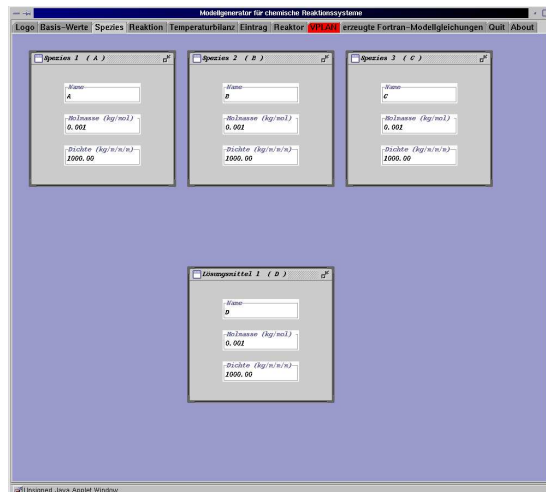 Modellgenerator für chemische Reaktionssysteme
Logo Basis-Werte Spezies Reaktion Temperaturbilanz Eintrag Reaktor VPLAN erzeugte Fortran-Modellgleichungen Quit About
Spezies 1 ( A ) Spezies 2 ( B ) Spezies 3 ( C )
Name Name Name
A B C
Molmasse (kg/mol) Molmasse (kg/mol) Molmasse (kg/mol)
0.001 0.001 0.001
Dichte (kg/m/m/m) Dichte (kg/m/m/m) Dichte (kg/m/m/m)
1000.00 1000.00 1000.00
Lösungsmittel 1 ( D )
Name
D
Molmasse (kg/mol)
0.001
Dichte (kg/m/m/m)
1000.00
Unsigned Java Applet Window